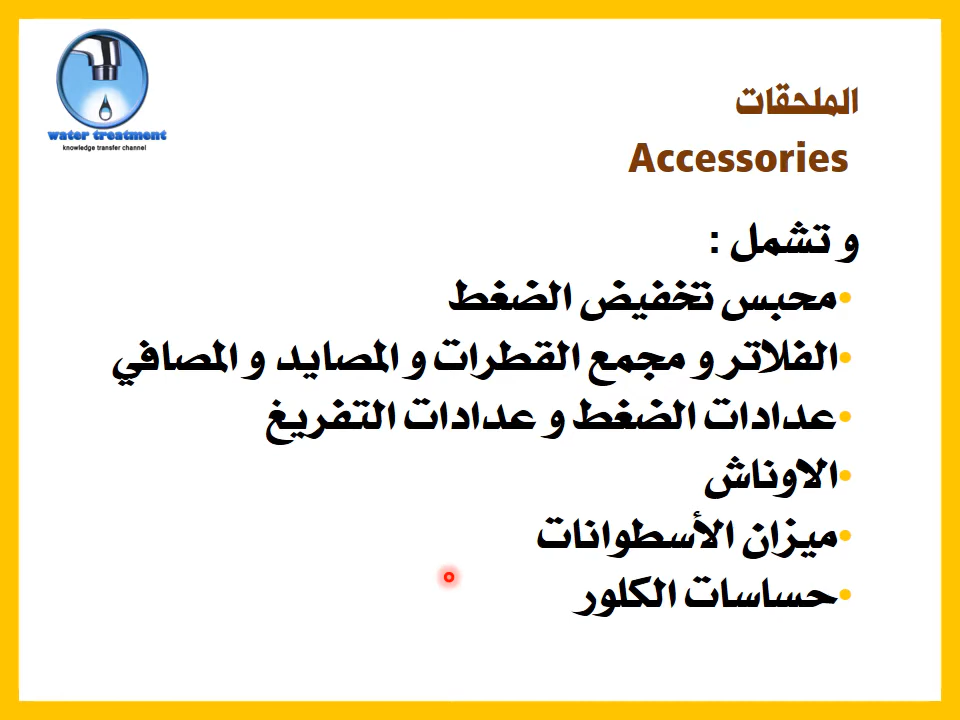 water treatment
knowledge transfer channel
الملحقات
Accessories
و تشمل :
•محبس تخفيض الضغط
•الفلاتر و مجمع القطرات و المصايد و المصافي
•عدادات الضغط و عدادات التفريغ
•الاوناش
•ميزان الأسطوانات
•حساسات الكلور